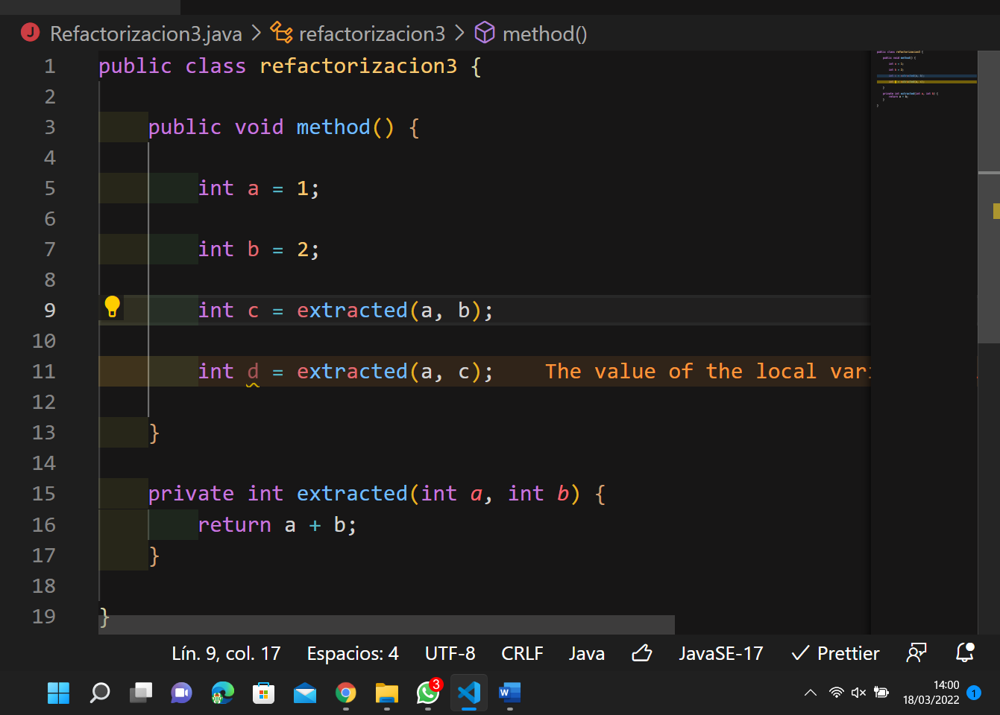 J Refactorizacion3.java > refactorizacion3 > method()
1 public class refactorizacion3 {
2
3 public void method() {
4
5 int a = 1;
6
7 int b = 2;
8
9 int c = extracted(a, b);
10
11 int d = extracted(a, c); The value of the local vari
12
13 }
14
15 private int extracted(int a, int b) {
16 return a + b;
17 }
18
19 }
Lín. 9, col. 17 Espacios: 4 UTF-8 CRLF Java JavaSE-17 Prettier
3
W
14:00
18/03/2022
1